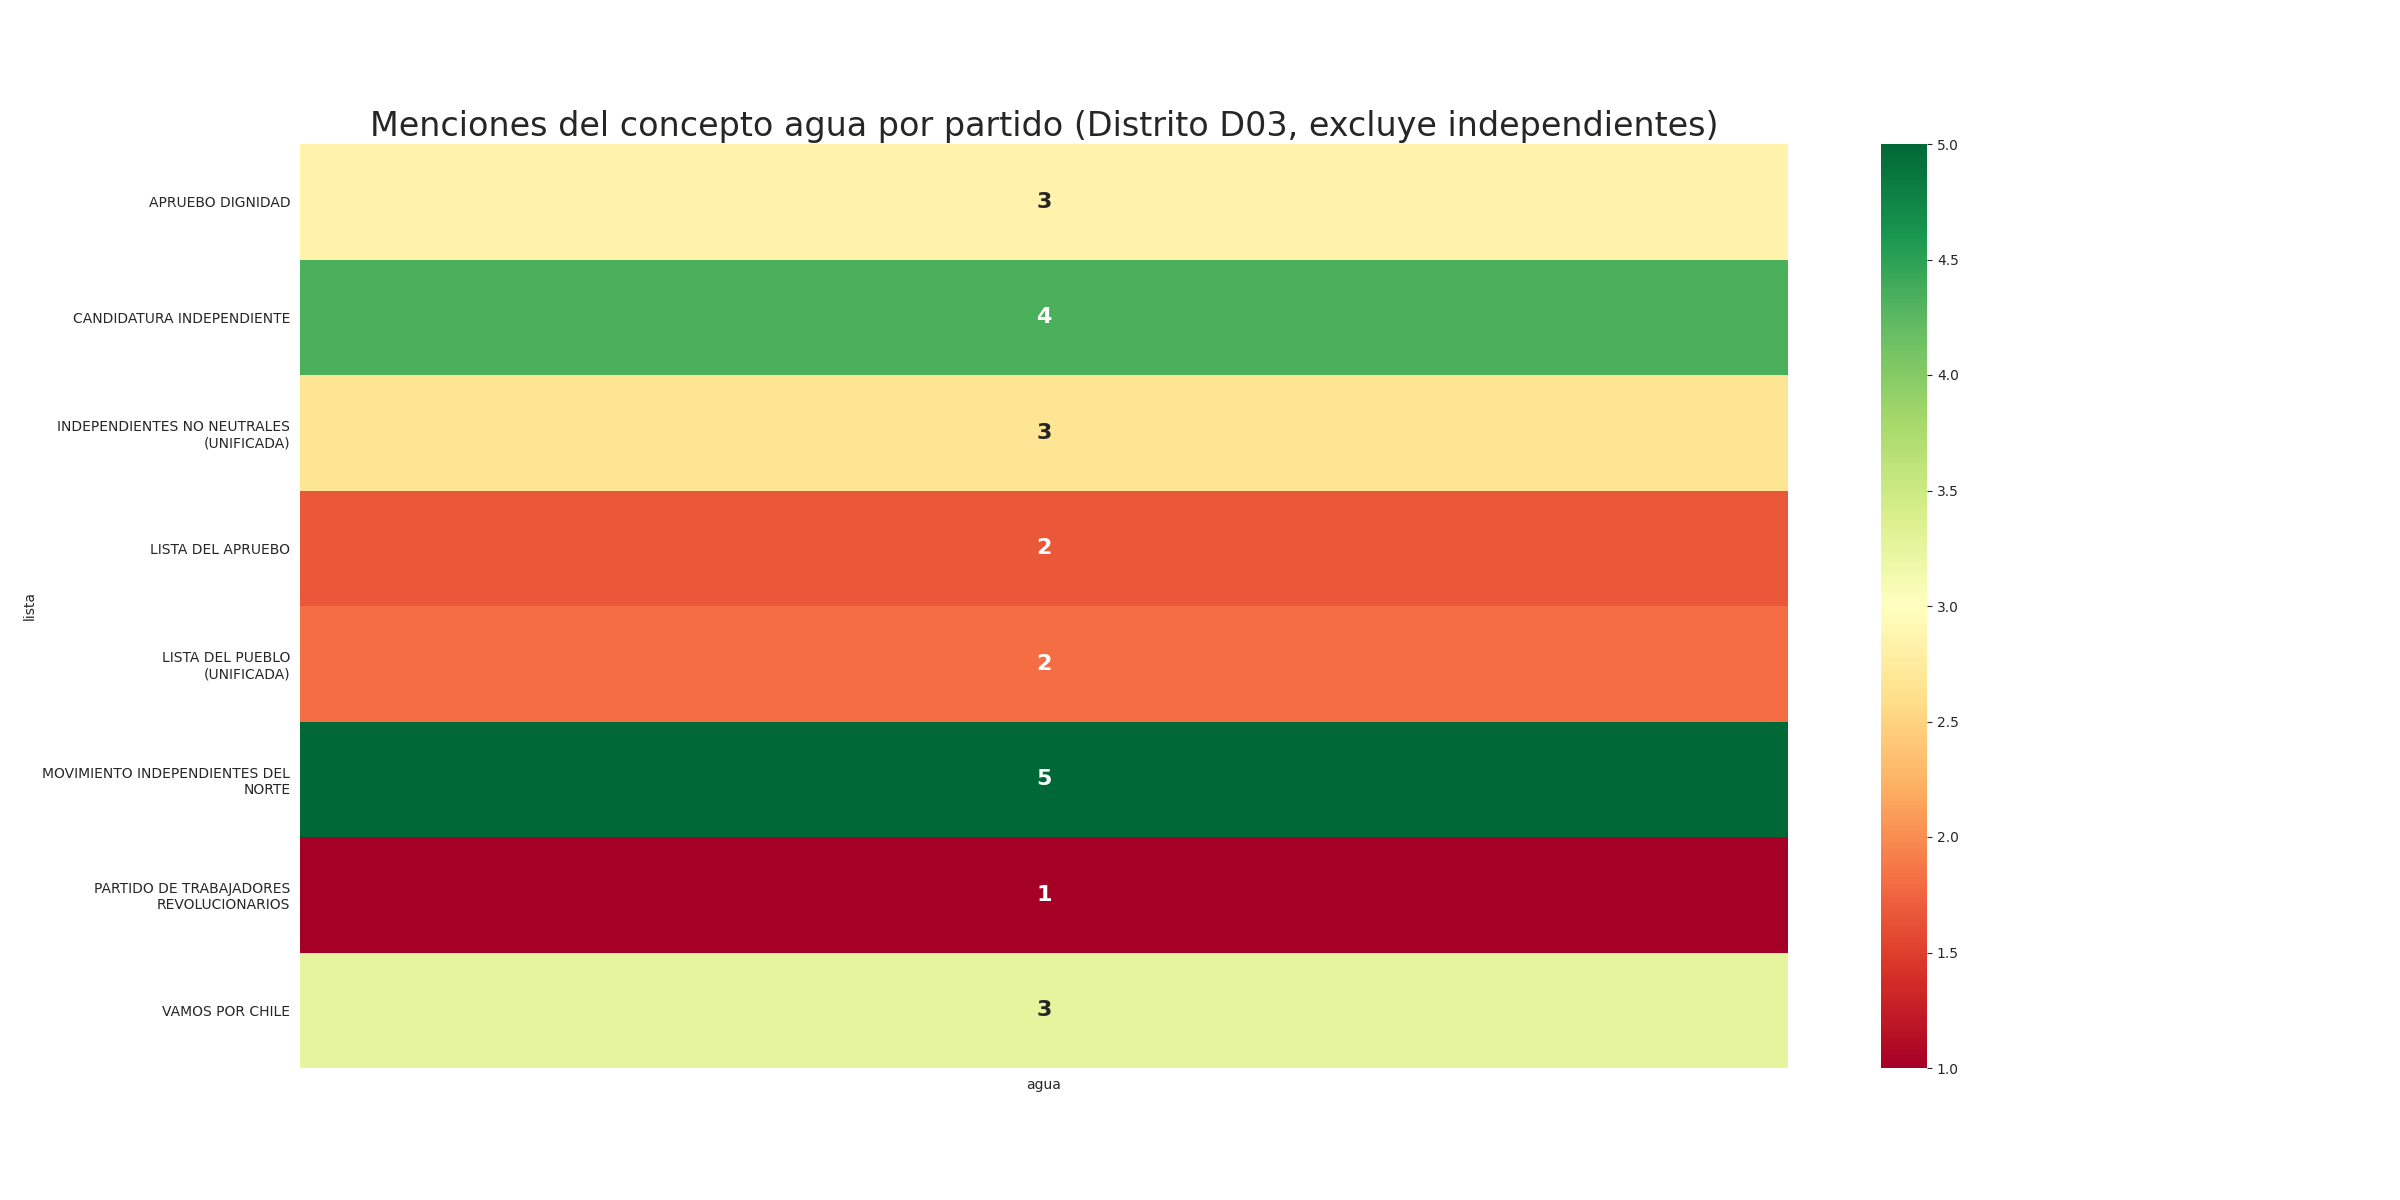 Menciones del concepto agua por partido (Distrito D03, excluye independientes)
APRUEBO DIGNIDAD
3
CANDIDATURA INDEPENDIENTE
4
INDEPENDIENTES NO NEUTRALES
(UNIFICADA)
3
LISTA DEL APRUEBO
2
LISTA DEL PUEBLO
(UNIFICADA)
2
MOVIMIENTO INDEPENDIENTES DEL
NORTE
5
PARTIDO DE TRABAJADORES
REVOLUCIONARIOS
1
VAMOS POR CHILE
3
lista
agua
5.0
4.5
4.0
3.5
3.0
2.5
2.0
1.5
1.0